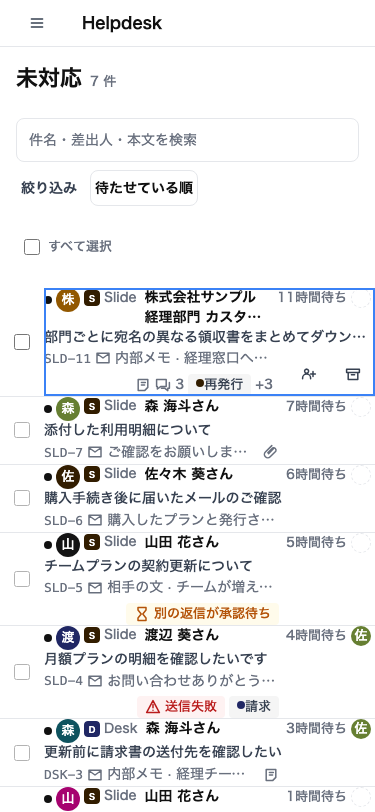 Helpdesk
未対応 7 件
件名・差出人・本文を検索
絞り込み 待たせている順
すべて選択
株 S Slide 株式会社サンプル 11時間待ち
経理部門 カスタ…
部門ごとに宛名の異なる領収書をまとめてダウン…
SLD-11 内部メモ · 経理窓口へ…
3 再発行 +3
森 S Slide 森 海斗さん 7時間待ち
添付した利用明細について
SLD-7 ご確認をお願いしま…
佐 S Slide 佐々木 葵さん 6時間待ち
購入手続き後に届いたメールのご確認
SLD-6 購入したプランと発行さ…
山 S Slide 山田 花さん 5時間待ち
チームプランの契約更新について
SLD-5 相手の文 · チームが増え…
別の返信が承認待ち
渡 S Slide 渡辺 葵さん 4時間待ち 佐
月額プランの明細を確認したいです
SLD-4 お問い合わせありがとう…
送信失敗 請求
森 D Desk 森 海斗さん 3時間待ち 佐
更新前に請求書の送付先を確認したい
DSK-3 内部メモ · 経理チー…
山 S Slide 山田 花さん 1時間待ち